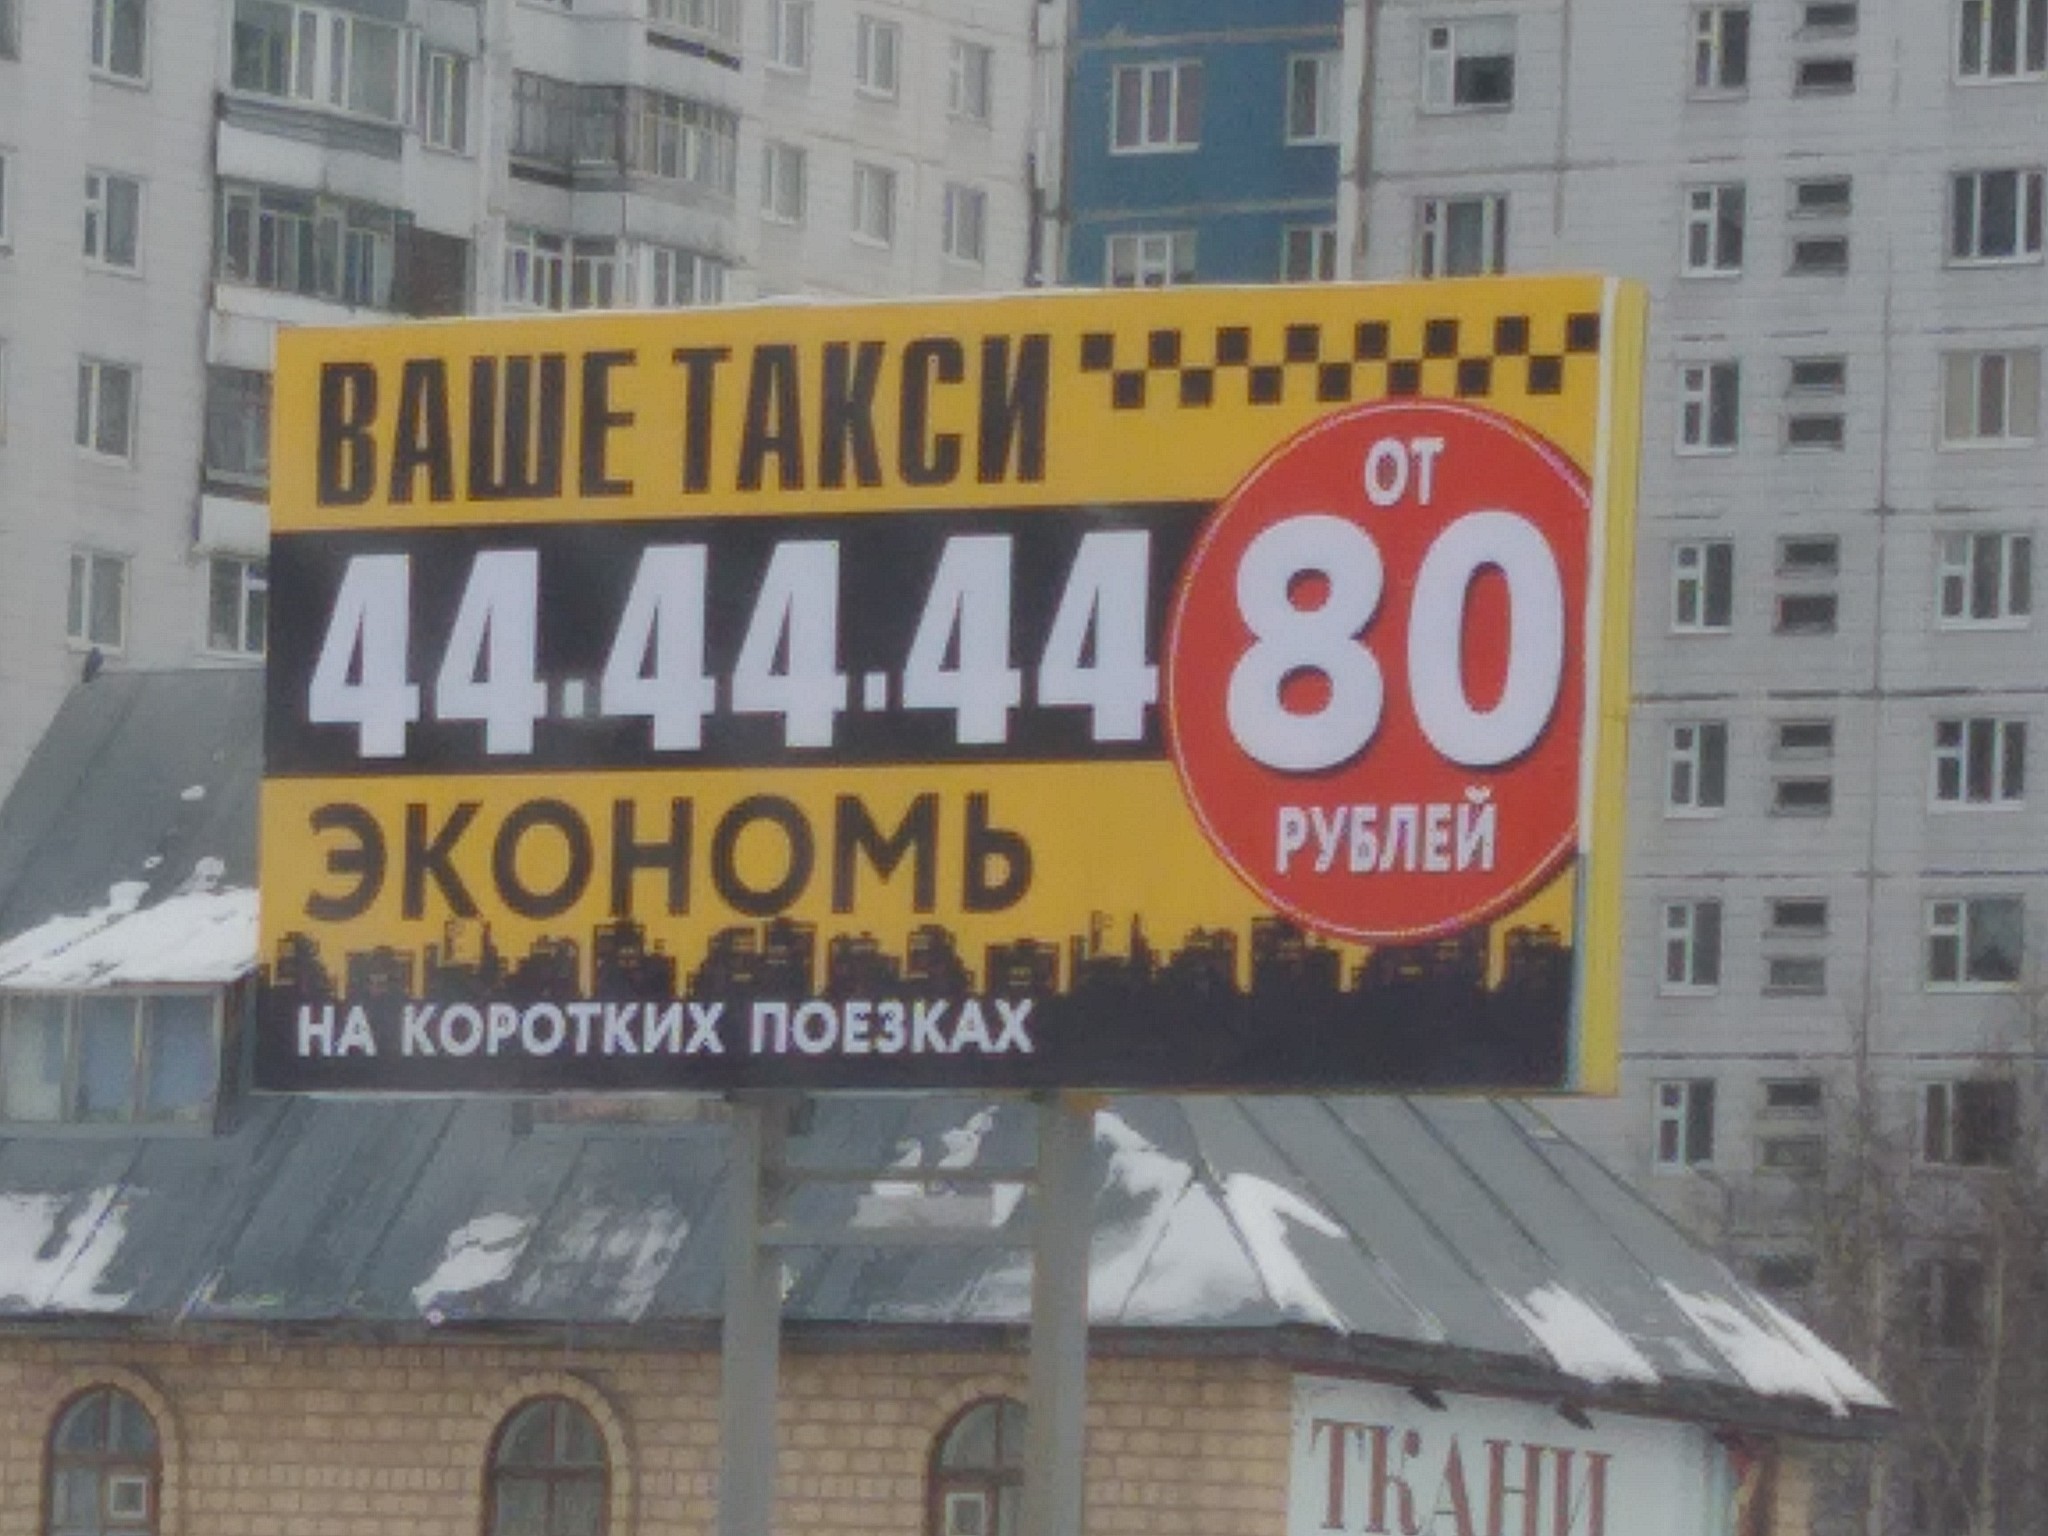 ВАШЕ ТАКСИ
44.44.44
ОТ
80
РУБЛЕЙ
ЭКОНОМЬ
НА КОРОТКИХ ПОЕЗКАХ
ТКАНИ